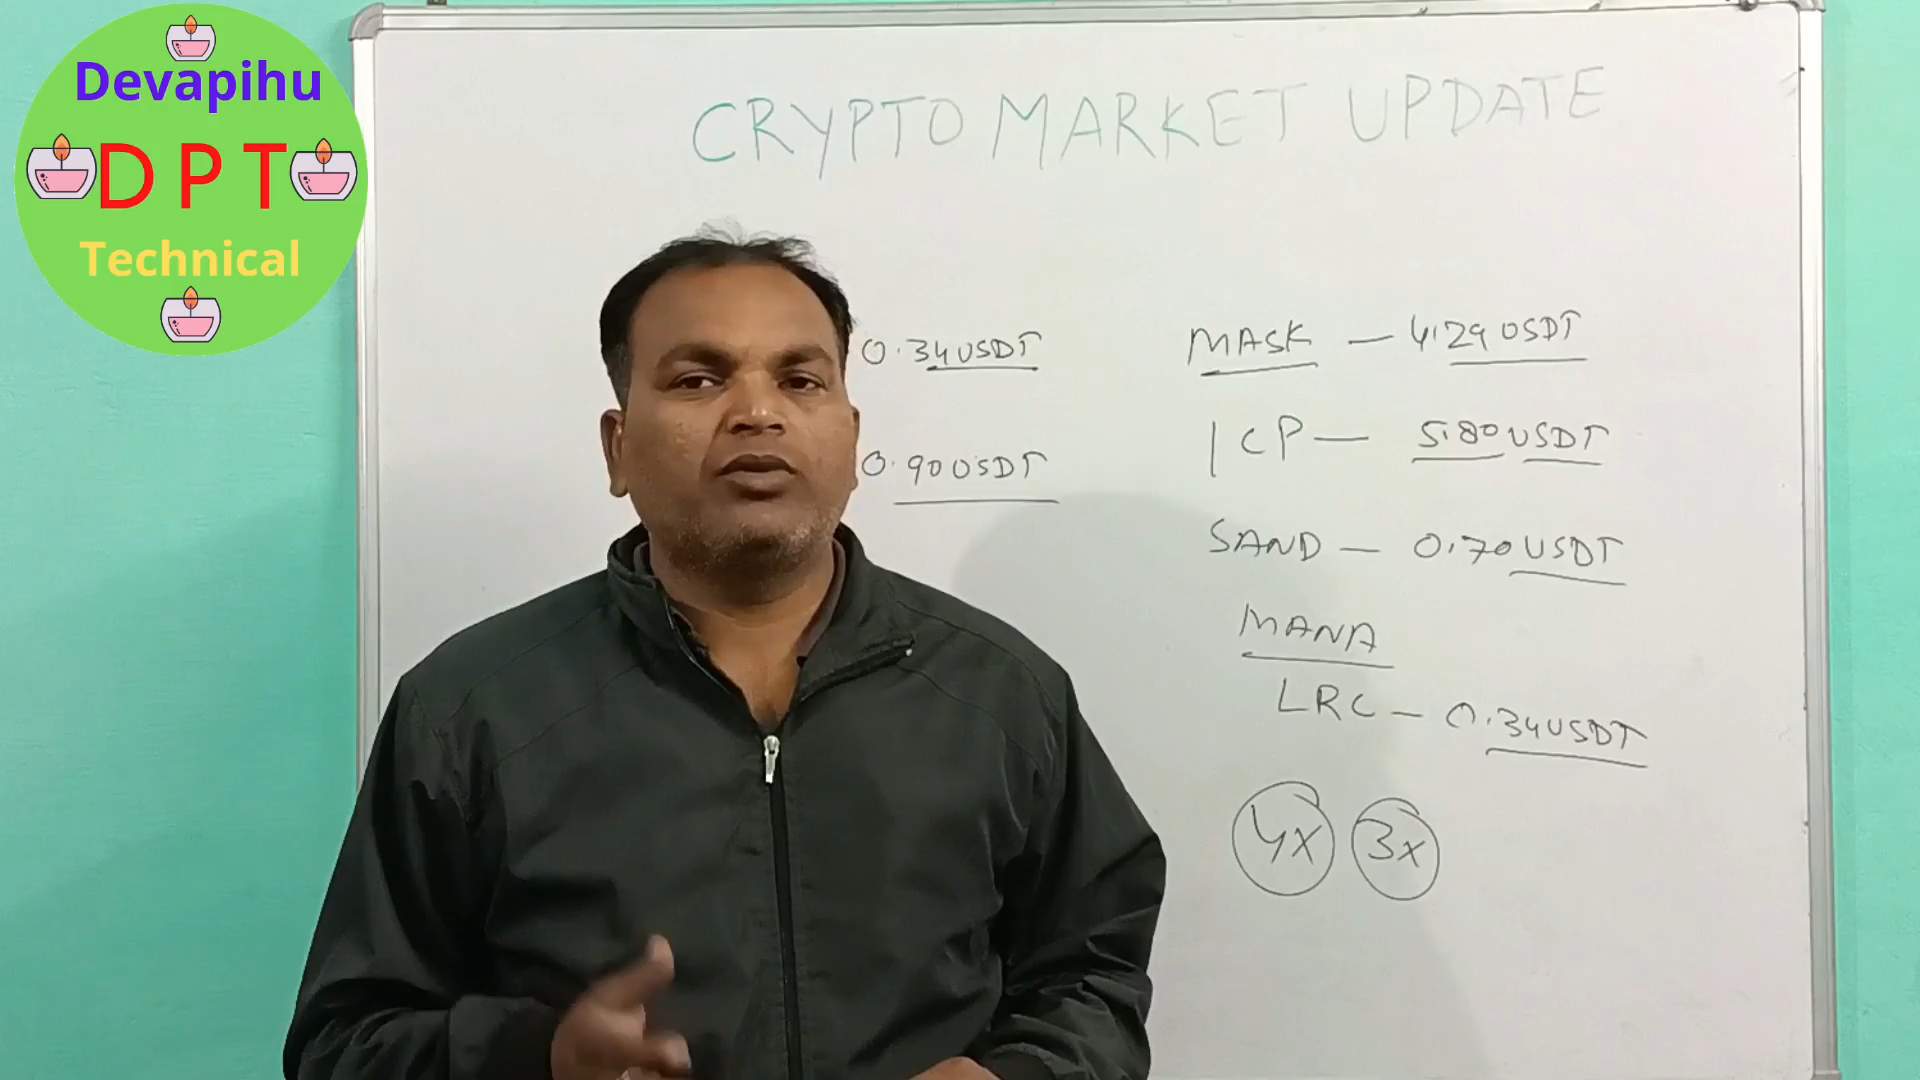 Devapihu
DPT
Technical
CRYPTO MARKET UPDATE
0.34USDT
0.90USDT
MASK — 4.29USDT
ICP — 5.80USDT
SAND — 0.70USDT
MANA
LRC — 0.34USDT
4x 3x